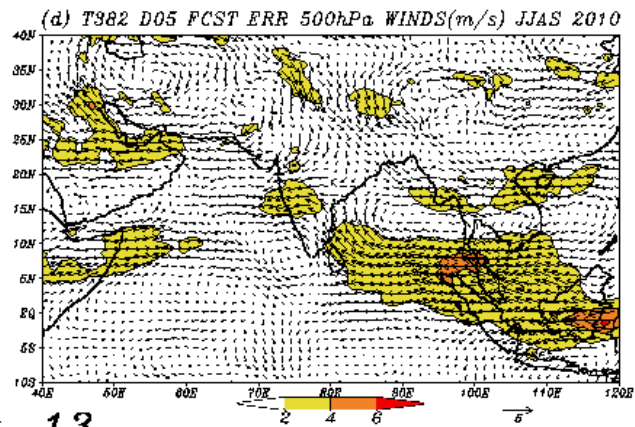 (d) T382 D05 FCST ERR 500hPa WINDS(m/s) JJAS 2010
40N
35N
30N
25N
20N
15N
10N
5N
EQ
5S
10S
40E 50E 60E 70E 80E 90E 100E 110E 120E
2 4 6 5
13